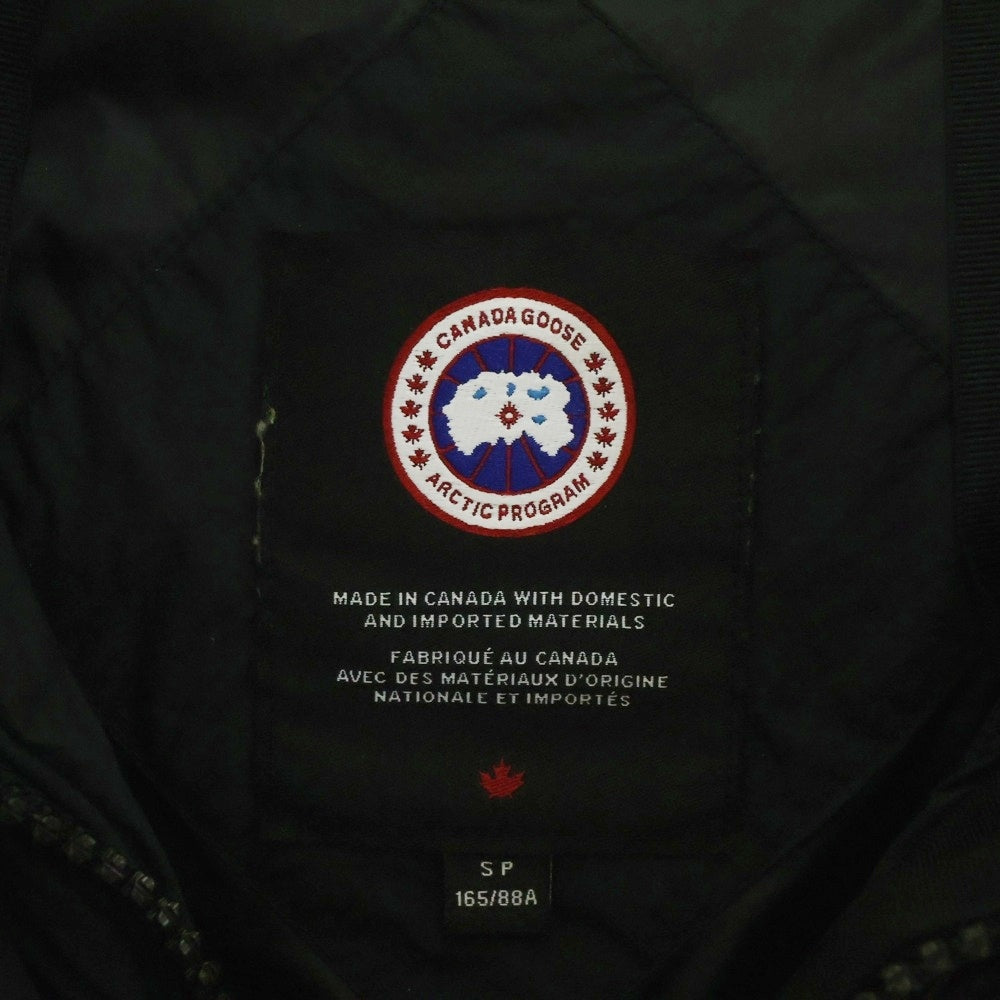 CANADA GOOSE
ARCTIC PROGRAM
MADE IN CANADA WITH DOMESTIC
AND IMPORTED MATERIALS
FABRIQUÉ AU CANADA
AVEC DES MATÉRIAUX D'ORIGINE
NATIONALE ET IMPORTÉS
S P
165/88A